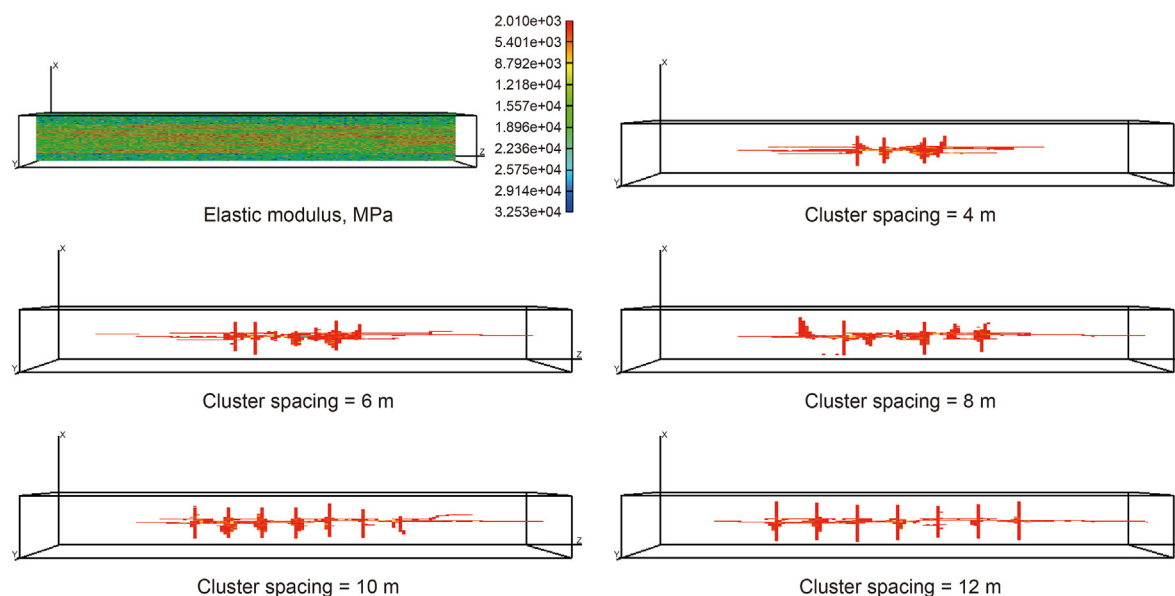 2.010e+03
5.401e+03
8.792e+03
1.218e+04
1.557e+04
1.896e+04
2.236e+04
2.575e+04
2.914e+04
3.253e+04
X
Y
Z
Elastic modulus, MPa
X
Y
Cluster spacing = 4 m
X
Y
Z
Cluster spacing = 6 m
X
Y
Cluster spacing = 8 m
X
Y
Z
Cluster spacing = 10 m
X
Y
Cluster spacing = 12 m